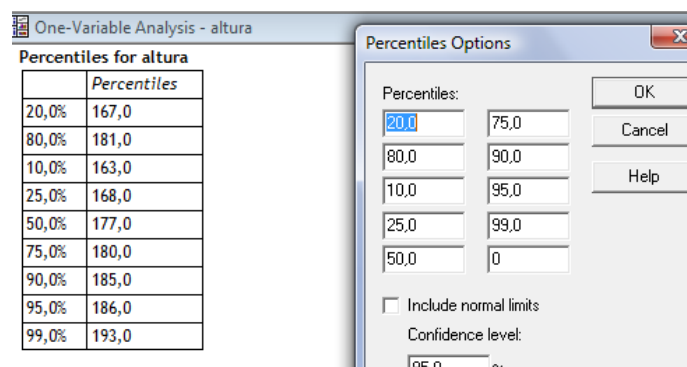 One-Variable Analysis - altura
Percentiles for altura
Percentiles
20,0% 167,0
80,0% 181,0
10,0% 163,0
25,0% 168,0
50,0% 177,0
75,0% 180,0
90,0% 185,0
95,0% 186,0
99,0% 193,0
Percentiles Options
Percentiles:
20,0 75,0
80,0 90,0
10,0 95,0
25,0 99,0
50,0 0
OK
Cancel
Help
Include normal limits
Confidence level:
95,0 %